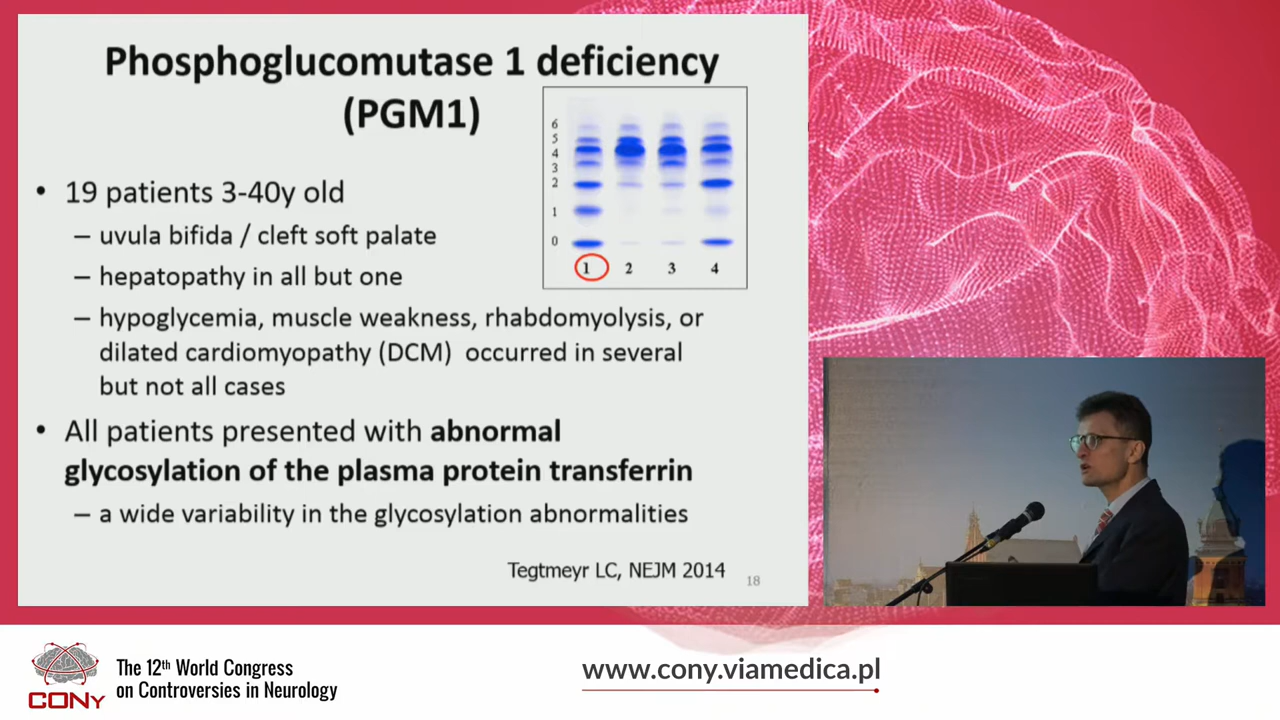 Phosphoglucomutase 1 deficiency
(PGM1)
6
5
4
3
2
1
0
1 2 3 4
• 19 patients 3-40y old
– uvula bifida / cleft soft palate
– hepatopathy in all but one
– hypoglycemia, muscle weakness, rhabdomyolysis, or
dilated cardiomyopathy (DCM) occurred in several
but not all cases
• All patients presented with abnormal
glycosylation of the plasma protein transferrin
– a wide variability in the glycosylation abnormalities
Tegtmeyr LC, NEJM 2014
18
CONy
The 12th World Congress
on Controversies in Neurology
www.cony.viamedica.pl